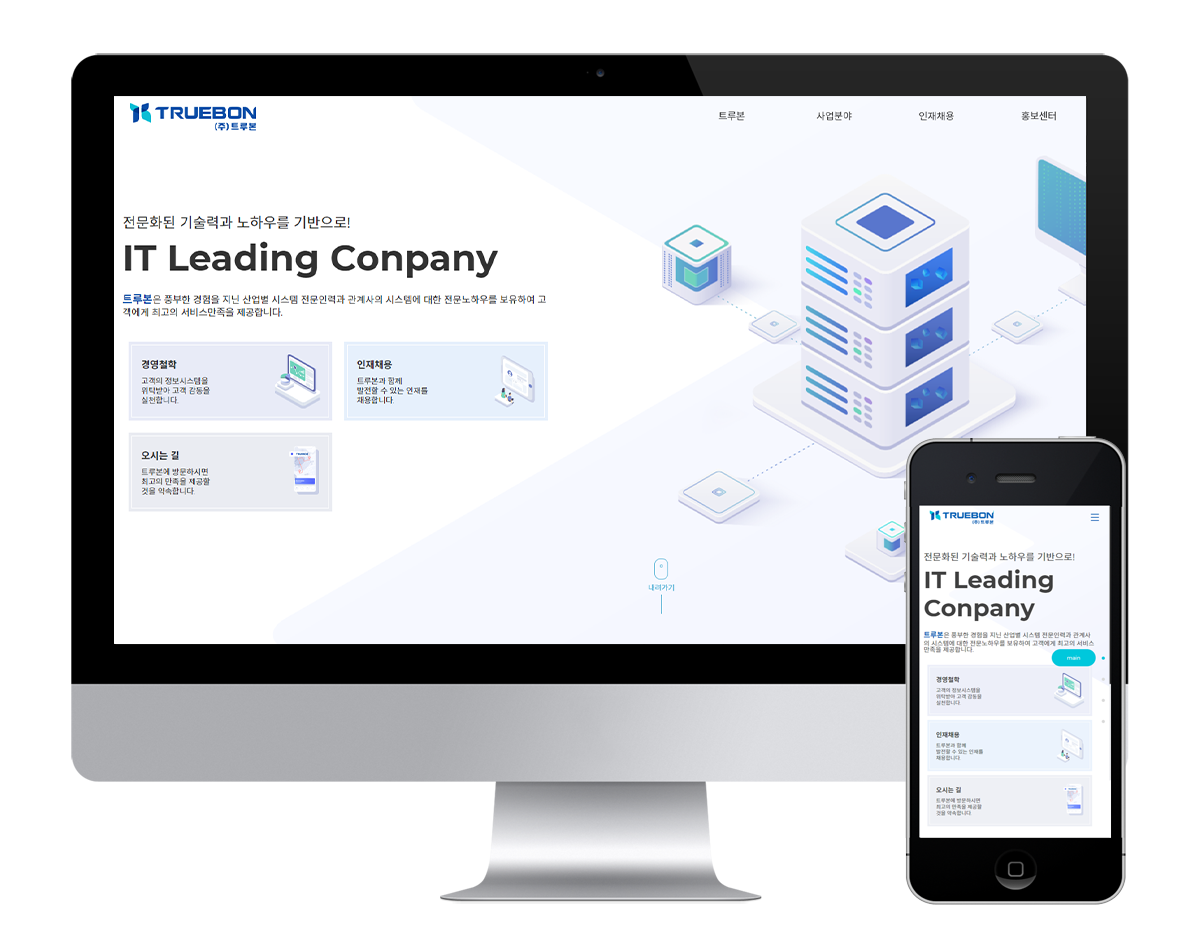 TRUEBON
(주)트루본
트루본
사업분야
인재채용
홍보센터
전문화된 기술력과 노하우를 기반으로!
IT Leading Conpany
트루본은 풍부한 경험을 지닌 산업별 시스템 전문인력과 관계사의 시스템에 대한 전문노하우를 보유하여 고
객에게 최고의 서비스만족을 제공합니다.
경영철학
고객의 정보시스템을
위탁받아 고객 감동을
실천합니다.
인재채용
트루본과 함께
발전할 수 있는 인재를
채용합니다.
오시는 길
트루본에 방문하시면
최고의 만족을 제공할
것을 약속합니다.
내려가기
TRUEBON
(주)트루본
전문화된 기술력과 노하우를 기반으로!
IT Leading
Conpany
트루본은 풍부한 경험을 지닌 산업별 시스템 전문인력과 관계사
의 시스템에 대한 전문노하우를 보유하여 고객에게 최고의 서비스
만족을 제공합니다.
main
경영철학
고객의 정보시스템을
위탁받아 고객 감동을
실천합니다.
인재채용
트루본과 함께
발전할 수 있는 인재를
채용합니다.
오시는 길
트루본에 방문하시면
최고의 만족을 제공할
것을 약속합니다.